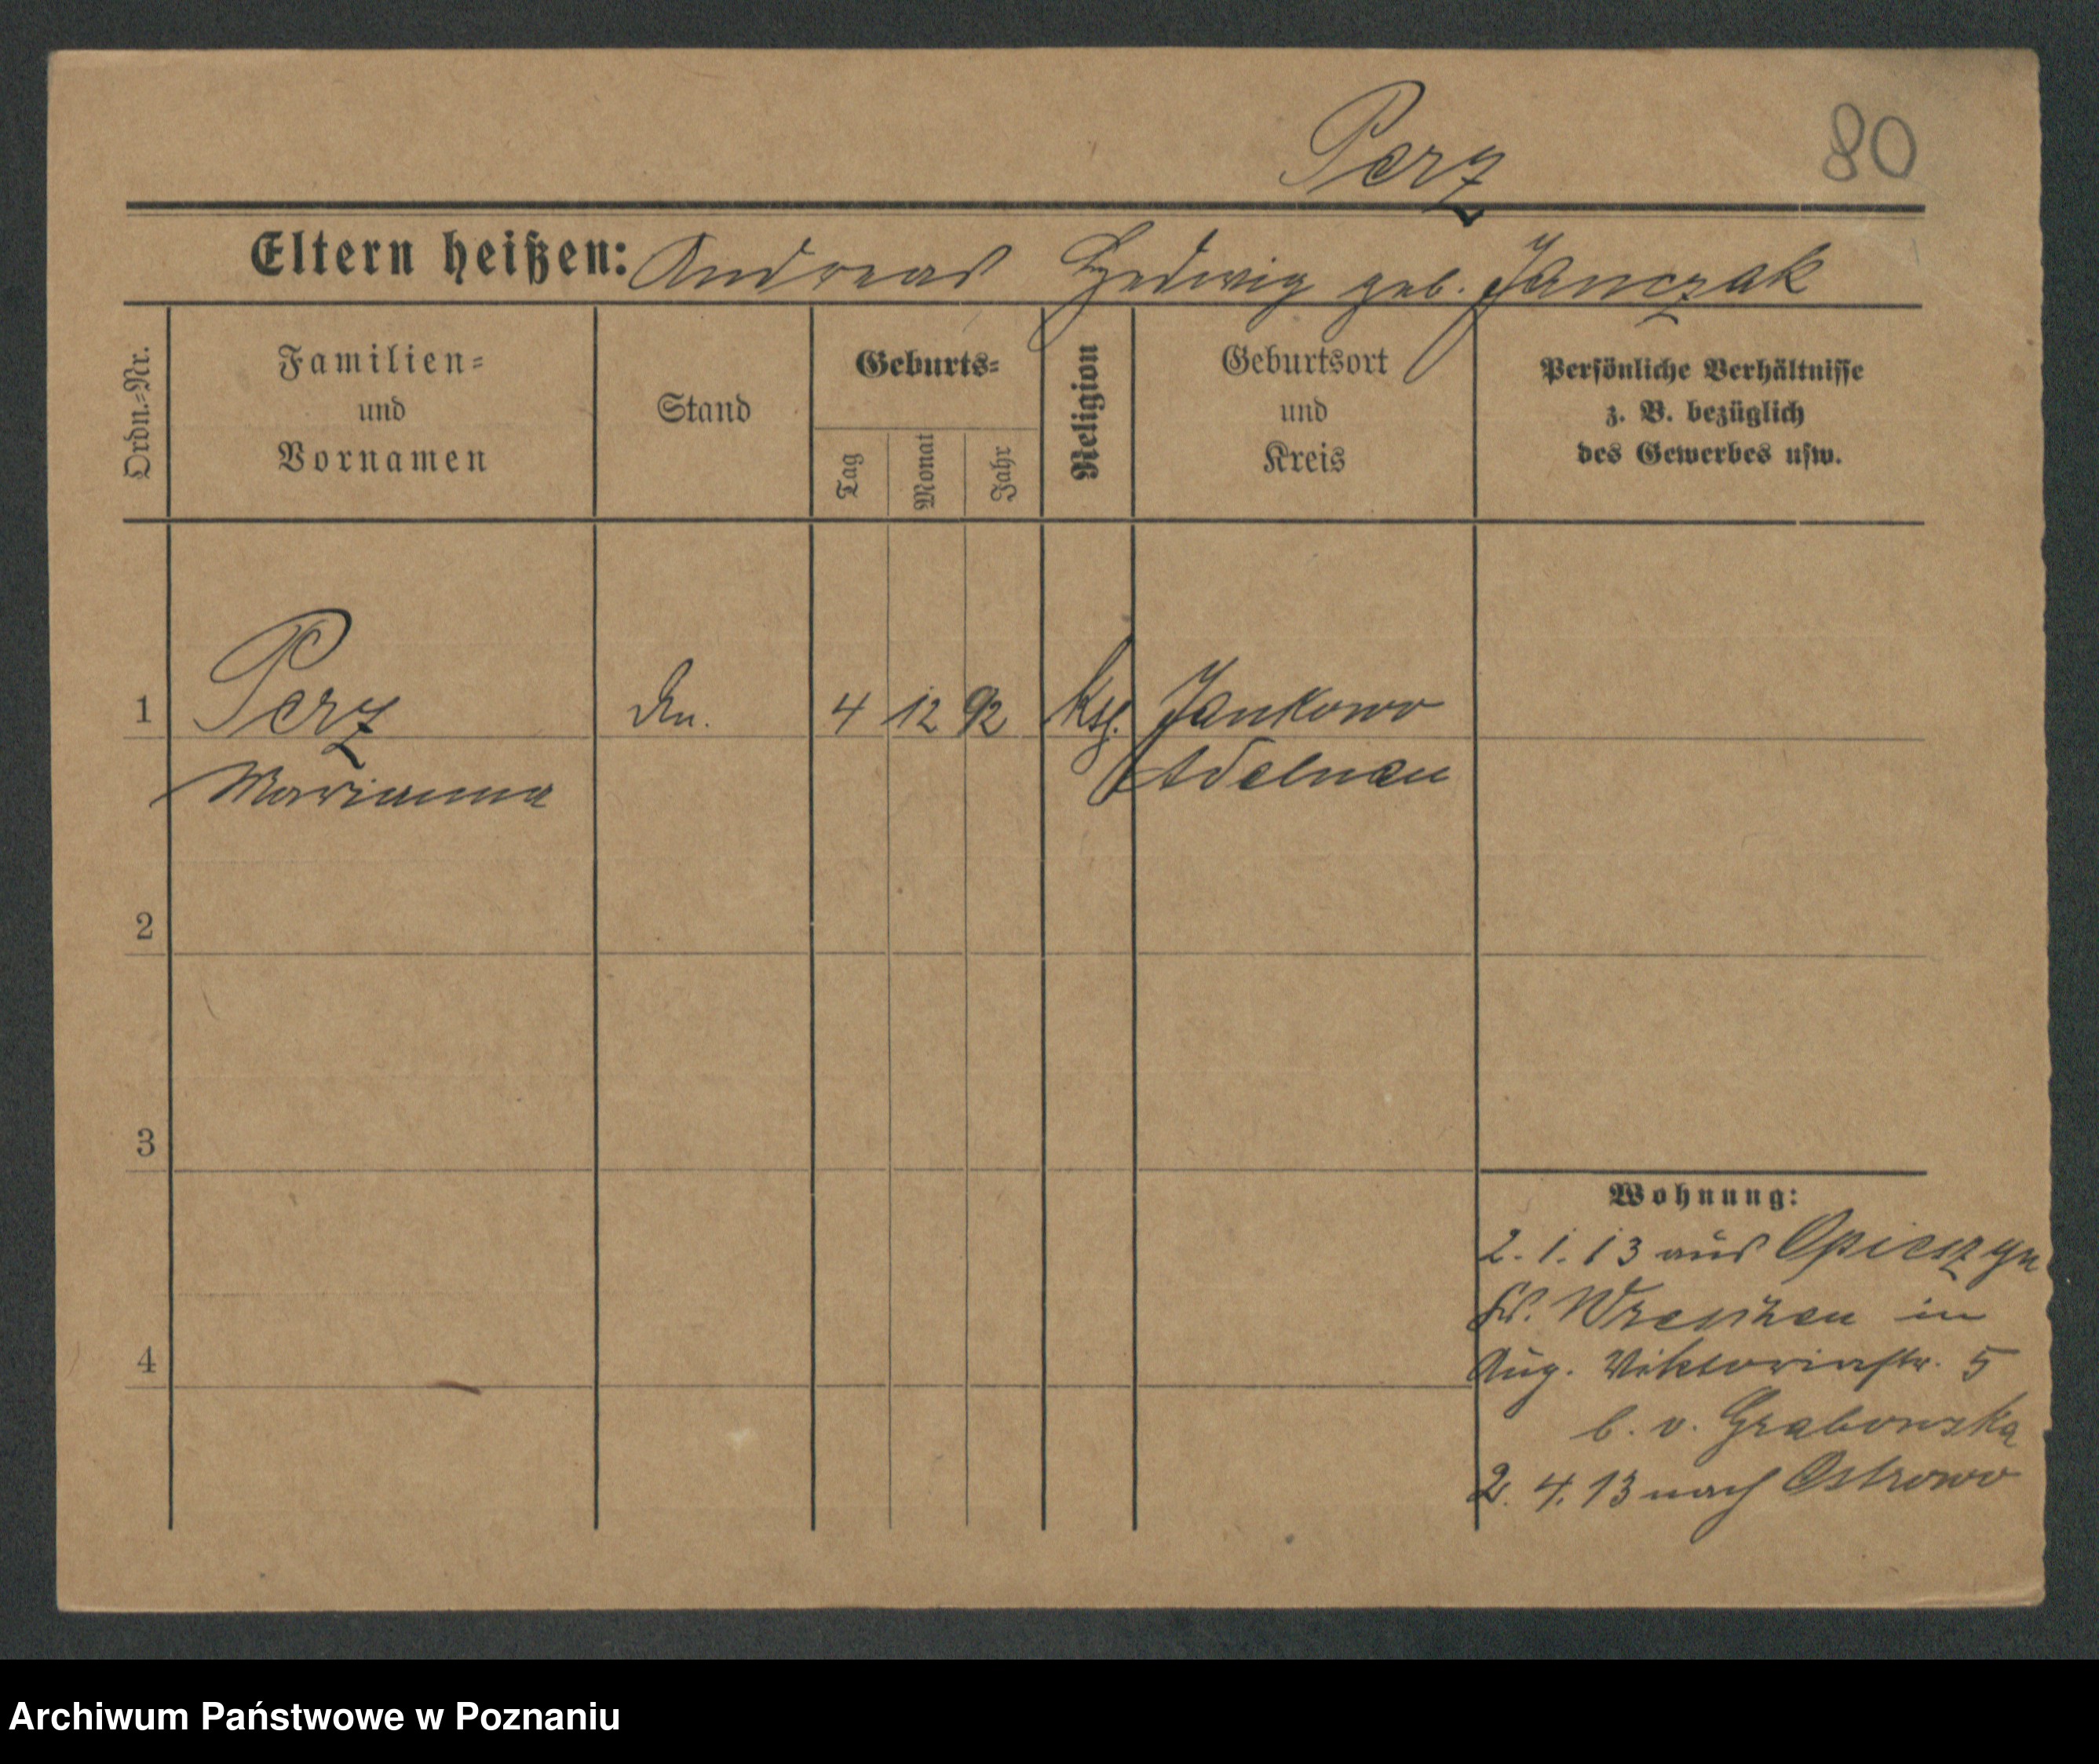 Perz
80
Eltern heißen: Andreas Hedwig geb. Janczak
Ordn.=Nr.
Familien=
und
Vornamen
Stand
Geburts=
Tag
Monat
Jahr
Religion
Geburtsort
und
Kreis
Persönliche Verhältnisse
z. B. bezüglich
des Gewerbes usw.
1 Perz 4 12 92 Jankowo
Marianna Adelnau
2
3
4
Wohnung:
2. 1. 13 aus Opieszyn
Kr. Wreschen in
Aug. Viktoriastr. 5
b. v. Grabowska
2. 4. 13 nach Ostrowo
Archiwum Państwowe w Poznaniu